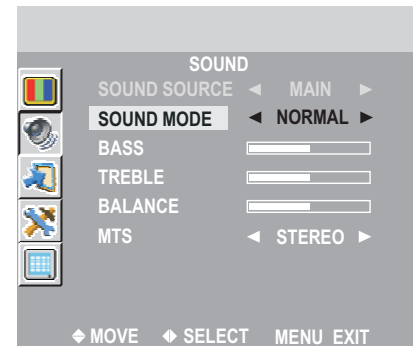 SOUND
SOUND SOURCE ◄ MAIN ►
SOUND MODE ◄ NORMAL ►
BASS
TREBLE
BALANCE
MTS ◄ STEREO ►
MOVE SELECT MENU EXIT